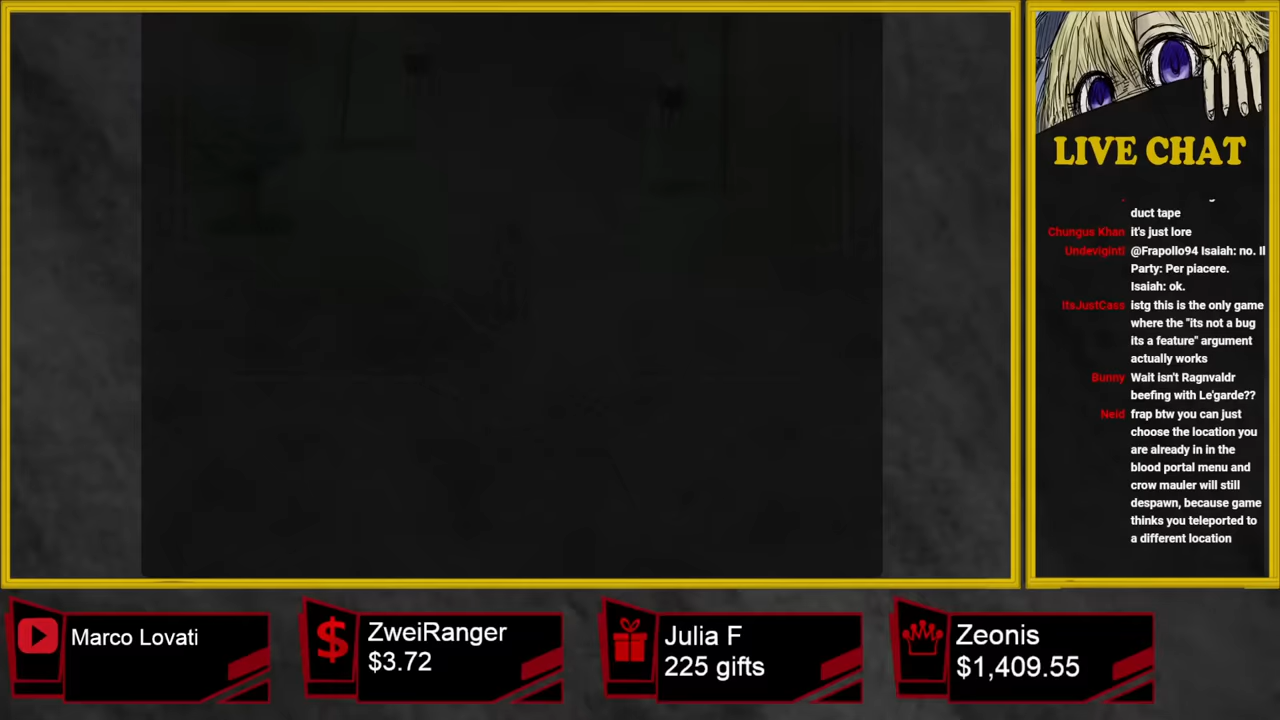 LIVE CHAT
duct tape
Chungus Khan it's just lore
Undeviginti @Frapollo94 Isaiah: no. Il
Party: Per piacere.
Isaiah: ok.
ItsJustCass istg this is the only game
where the "its not a bug
its a feature" argument
actually works
Bunny Wait isn't Ragnvaldr
beefing with Le'garde??
Neid frap btw you can just
choose the location you
are already in in the
blood portal menu and
crow mauler will still
despawn, because game
thinks you teleported to
a different location
Marco Lovati
ZweiRanger
$3.72
Julia F
225 gifts
Zeonis
$1,409.55